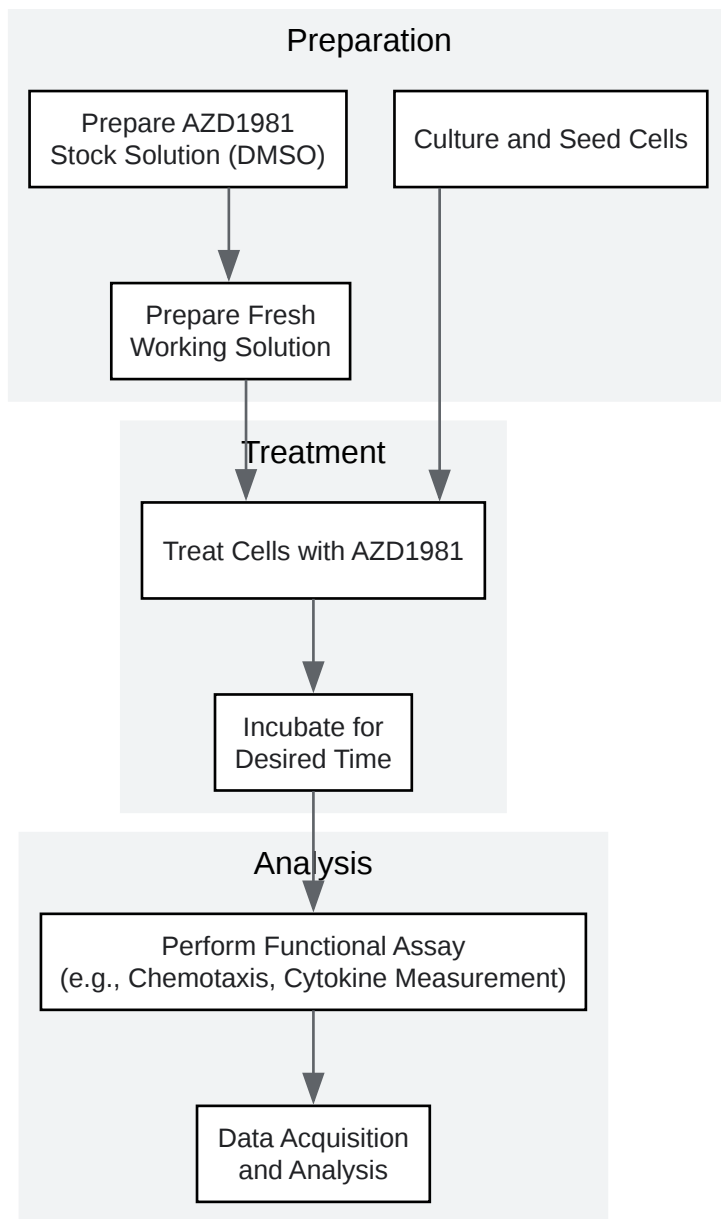 Preparation
Prepare AZD1981
Stock Solution (DMSO)
Culture and Seed Cells
Prepare Fresh
Working Solution
Treatment
Treat Cells with AZD1981
Incubate for
Desired Time
Analysis
Perform Functional Assay
(e.g., Chemotaxis, Cytokine Measurement)
Data Acquisition
and Analysis